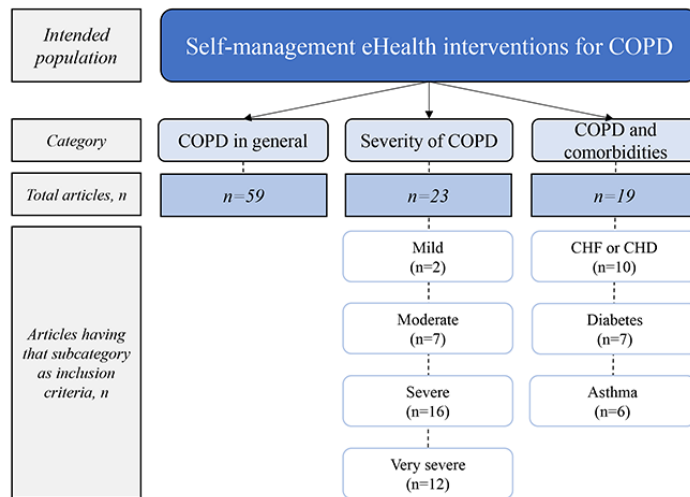 Intended
population
Self-management eHealth interventions for COPD
Category
COPD in general
Severity of COPD
COPD and
comorbidities
Total articles, n
n=59
n=23
n=19
Articles having
that subcategory
as inclusion
criteria, n
Mild
(n=2)
CHF or CHD
(n=10)
Moderate
(n=7)
Diabetes
(n=7)
Severe
(n=16)
Asthma
(n=6)
Very severe
(n=12)